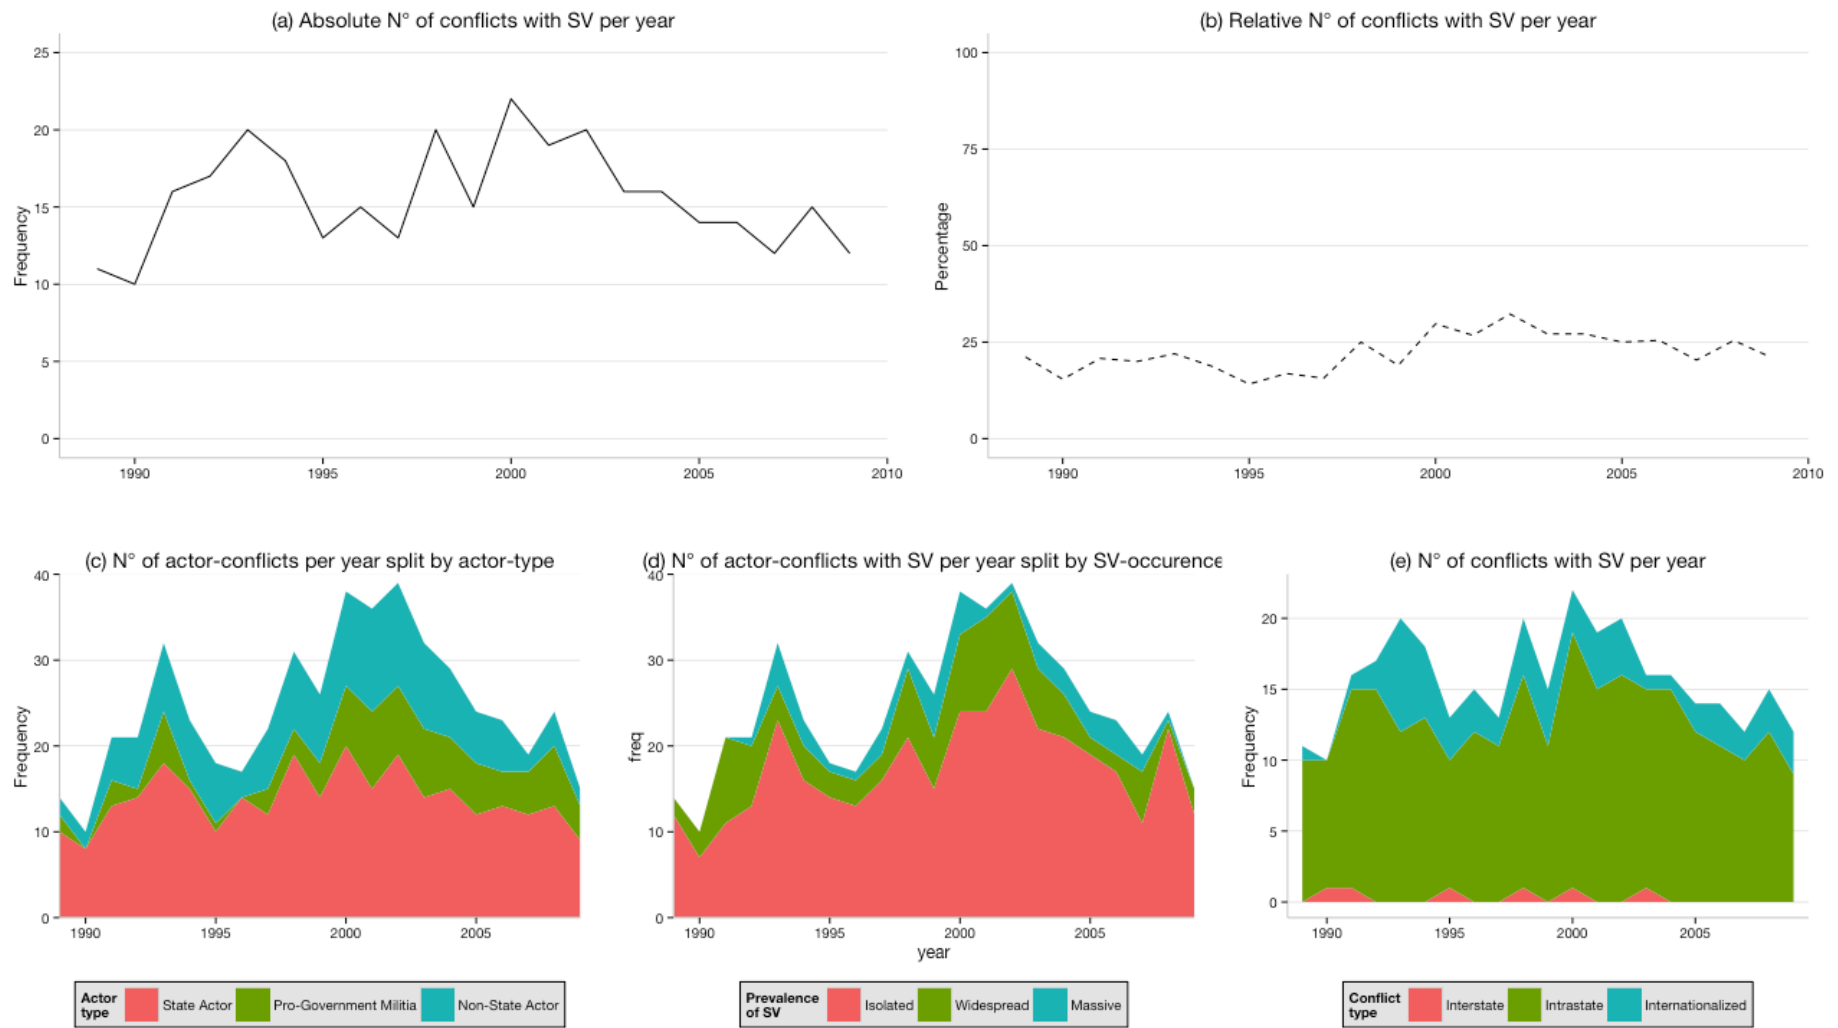 (a) Absolute N° of conflicts with SV per year
25
20
15
10
5
0
Frequency
1990 1995 2000 2005 2010
(b) Relative N° of conflicts with SV per year
100
75
50
25
0
Percentage
1990 1995 2000 2005 2010
(c) N° of actor-conflicts per year split by actor-type
40
30
20
10
0
Frequency
1990 1995 2000 2005
Actor type State Actor Pro-Government Militia Non-State Actor
(d) N° of actor-conflicts with SV per year split by SV-occurence
40
30
20
10
0
freq
1990 1995 2000 2005
year
Prevalence of SV Isolated Widespread Massive
(e) N° of conflicts with SV per year
20
15
10
5
0
Frequency
1990 1995 2000 2005
Conflict type Interstate Intrastate Internationalized